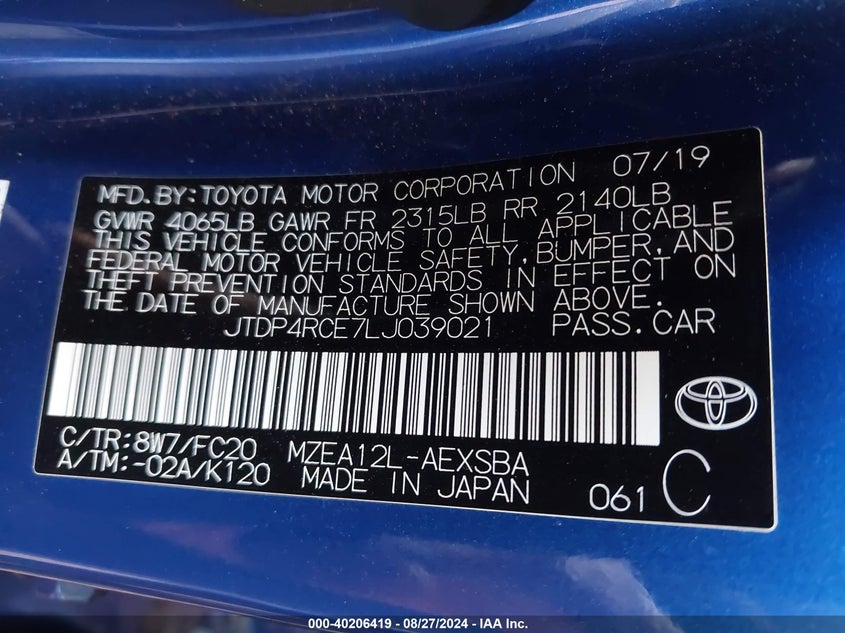 MFD. BY: TOYOTA MOTOR CORPORATION 07/19
GVWR 4065LB GAWR FR 2315LB RR 2140LB
THIS VEHICLE CONFORMS TO ALL APPLICABLE
FEDERAL MOTOR VEHICLE SAFETY, BUMPER, AND
THEFT PREVENTION STANDARDS IN EFFECT ON
THE DATE OF MANUFACTURE SHOWN ABOVE.
JTDP4RCE7LJ039021 PASS. CAR
C/TR: 8W7/FC20 MZEA12L-AEXSBA
A/TM: -02A/K120 MADE IN JAPAN
061 C
000-40206419 | 08/27/2024 - IAA Inc.